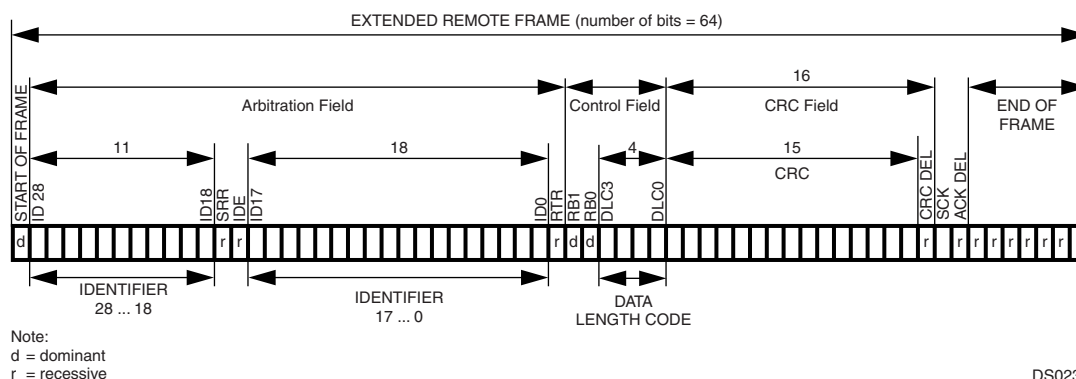 EXTENDED REMOTE FRAME (number of bits = 64)
16
Arbitration Field
Control Field
CRC Field
END OF
FRAME
11
18
4
15
CRC
START OF FRAME
ID 28
ID18
SRR
IDE
ID17
ID0
RTR
RB1
RB0
DLC3
DLC0
CRC DEL
SCK
ACK DEL
d r r r d d r r r r r r r r
IDENTIFIER
28 ... 18
IDENTIFIER
17 ... 0
DATA
LENGTH CODE
Note:
d = dominant
r = recessive